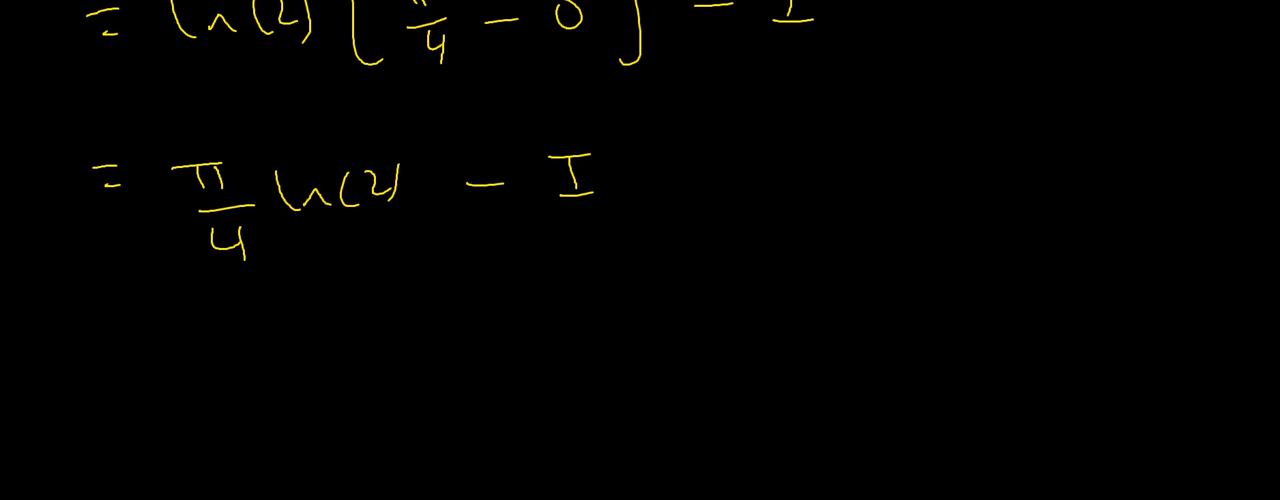 = ln(2) [π/4 - 0] - I
= π/4 ln(2) - I